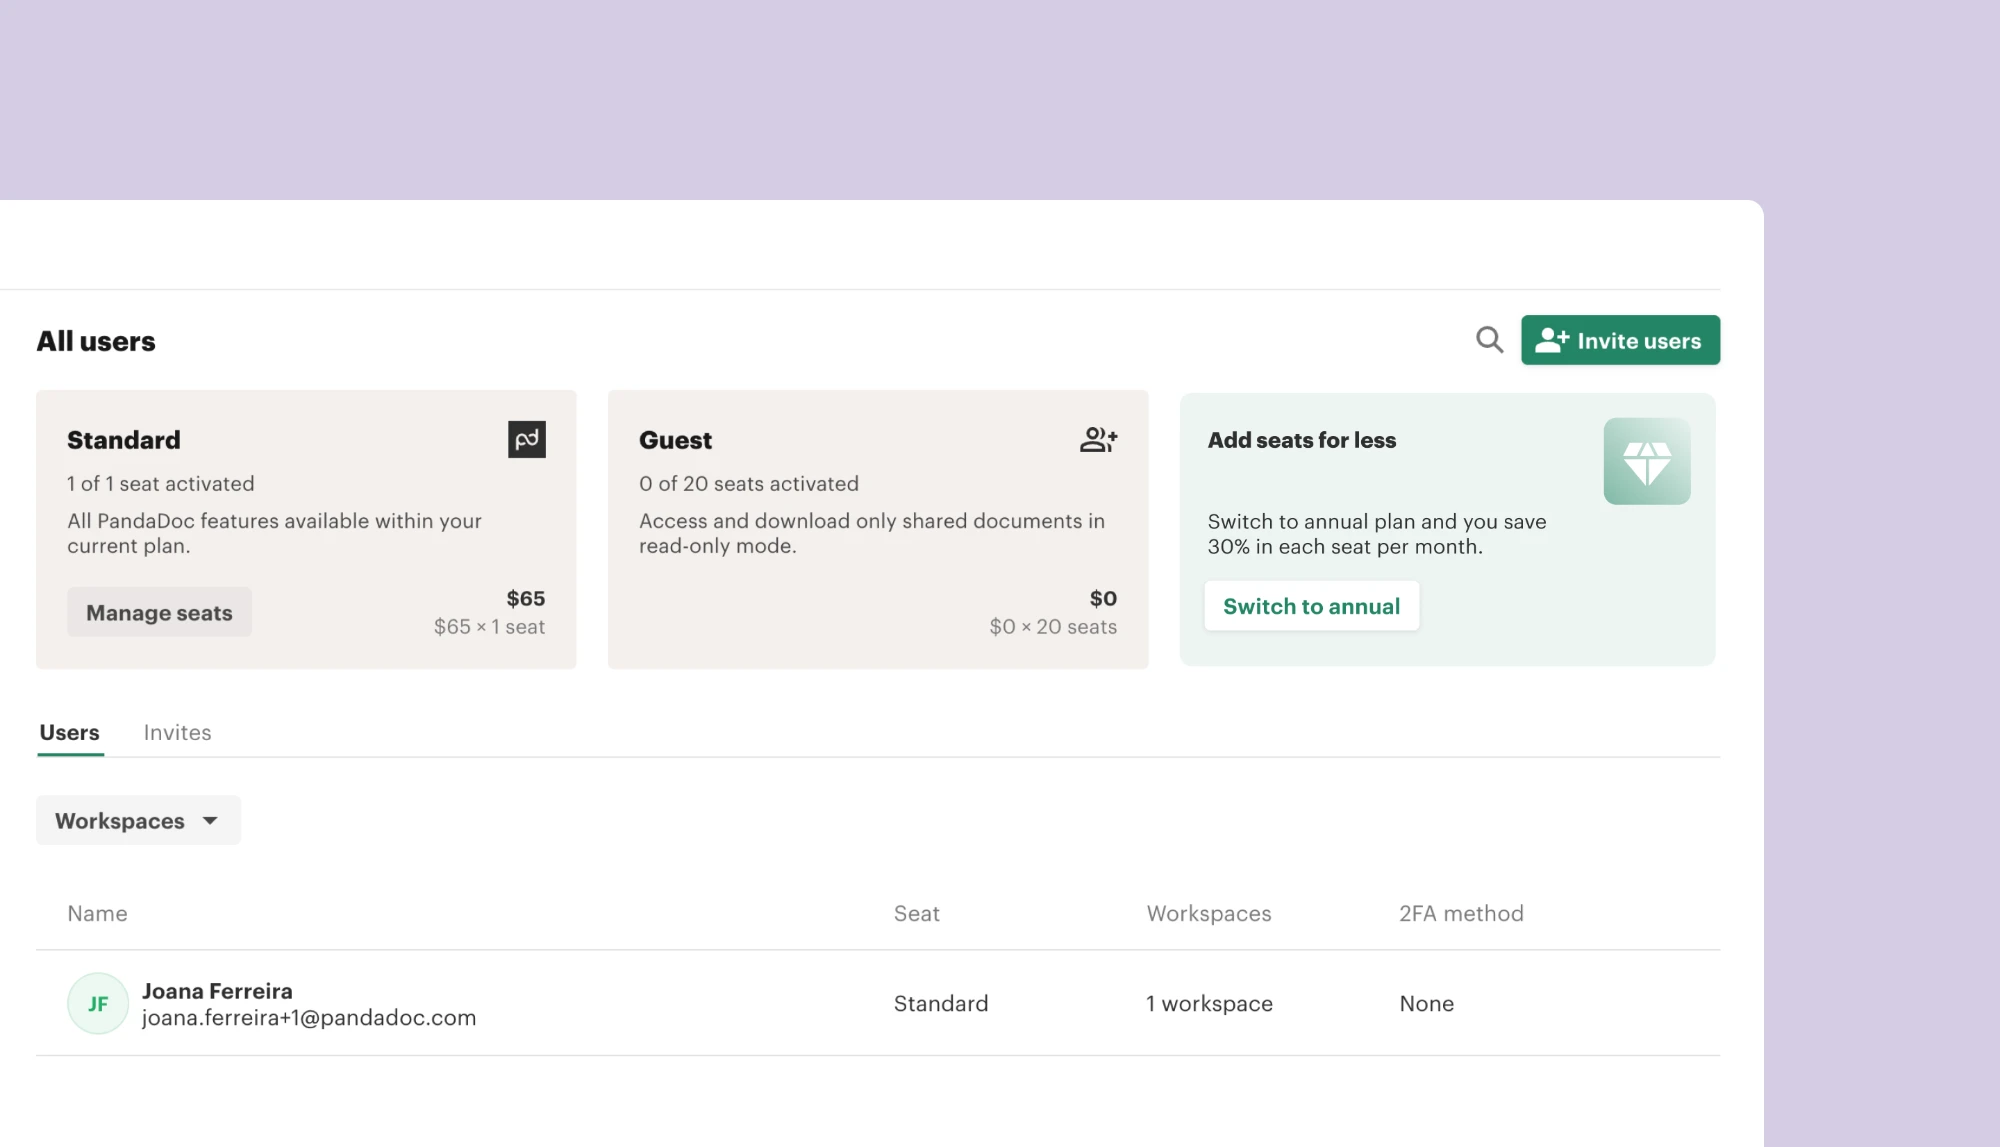 All users
Invite users
Standard
pd
1 of 1 seat activated
All PandaDoc features available within your
current plan.
Manage seats
$65
$65 × 1 seat
Guest
0 of 20 seats activated
Access and download only shared documents in
read-only mode.
$0
$0 × 20 seats
Add seats for less
Switch to annual plan and you save
30% in each seat per month.
Switch to annual
Users Invites
Workspaces
Name Seat Workspaces 2FA method
JF
Joana Ferreira
joana.ferreira+1@pandadoc.com
Standard 1 workspace None